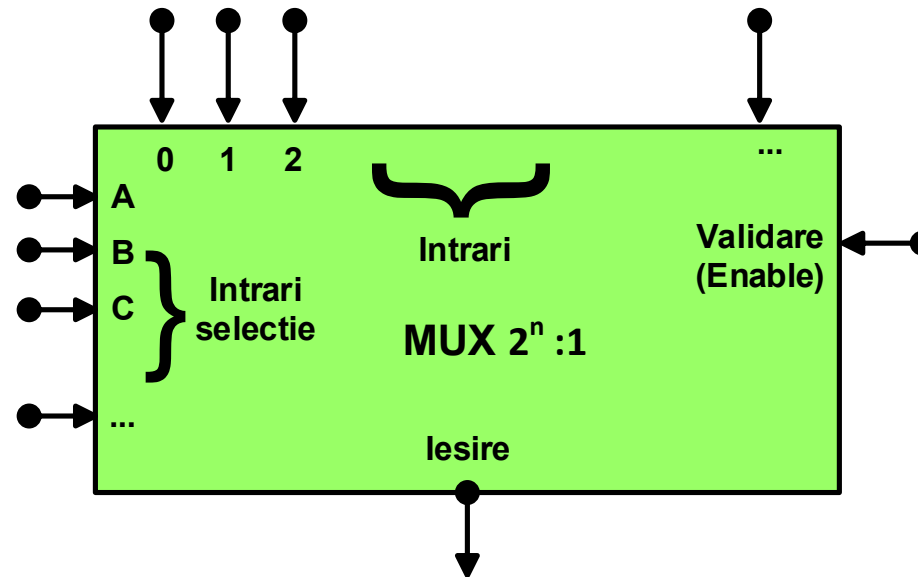 0 1 2 ...
A
B
C
...
Intrari
selectie
Intrari
Validare
(Enable)
MUX 2ⁿ :1
Iesire